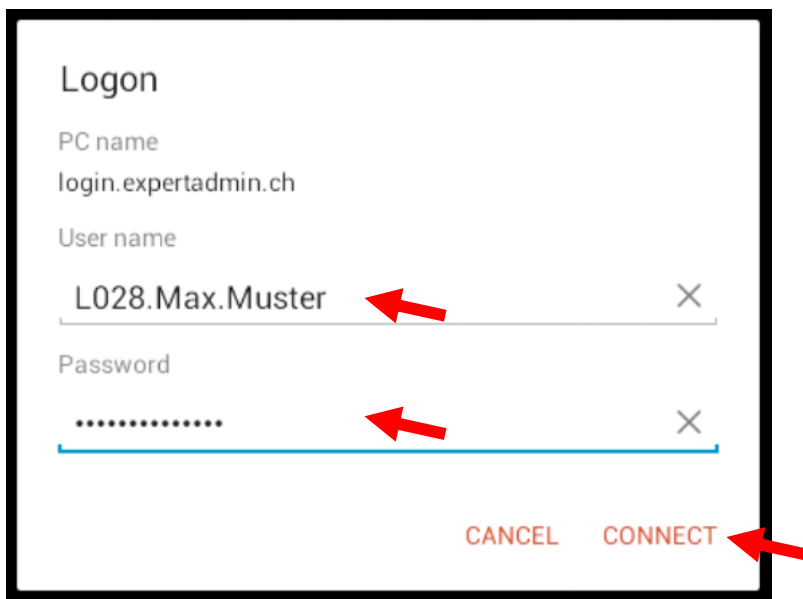 Logon
PC name
login.expertadmin.ch
User name
L028.Max.Muster
Password
••••••••••••••
CANCEL CONNECT